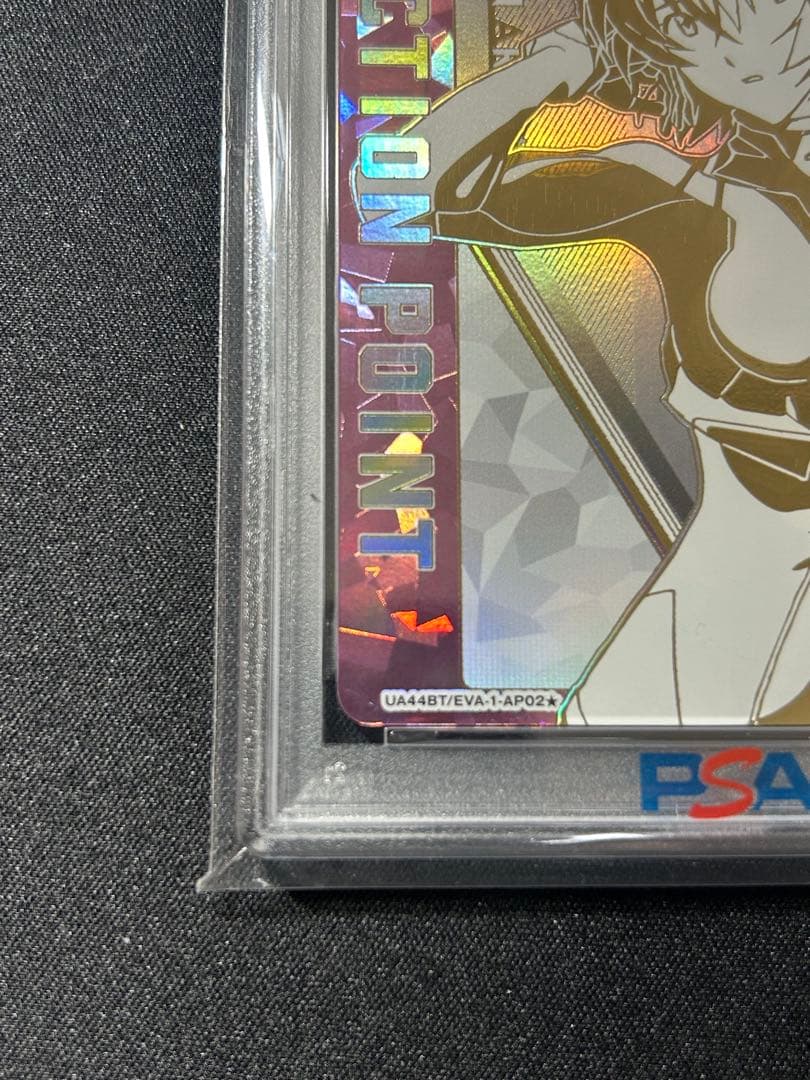 CTION POINT
UA44BT/EVA-1-AP02★
PSA